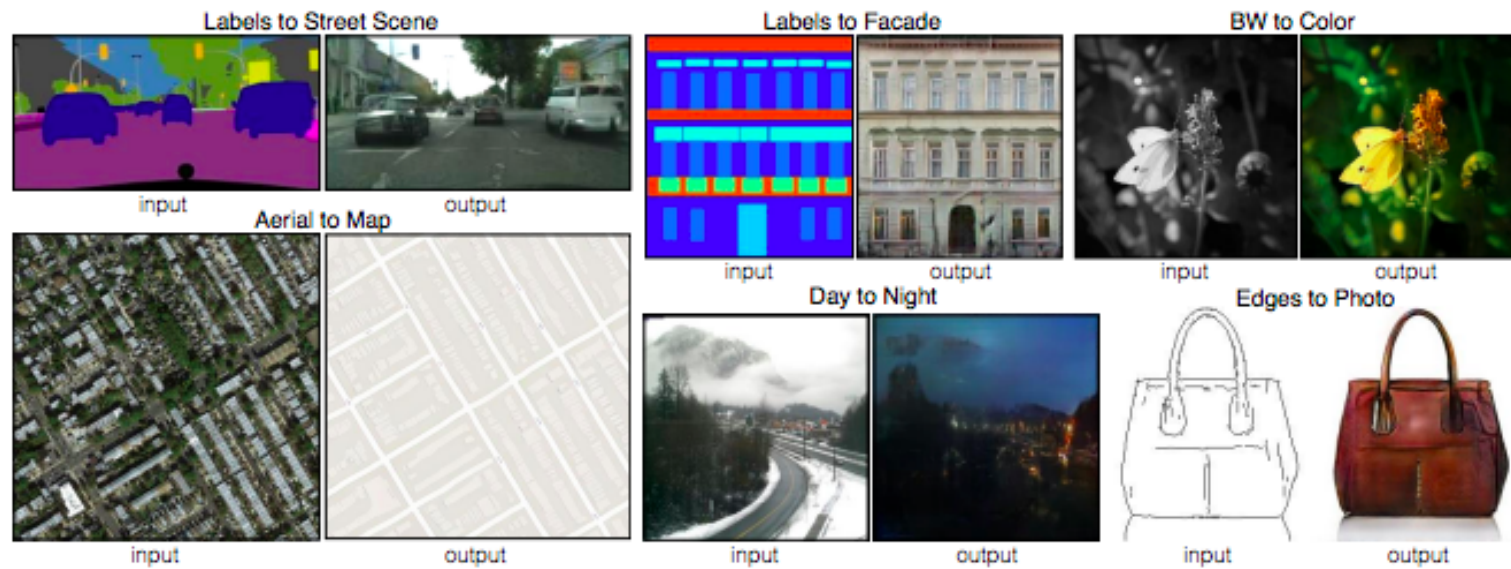 Labels to Street Scene
input
output
Aerial to Map
input
output
Labels to Facade
input
output
BW to Color
input
output
Day to Night
input
output
Edges to Photo
input
output